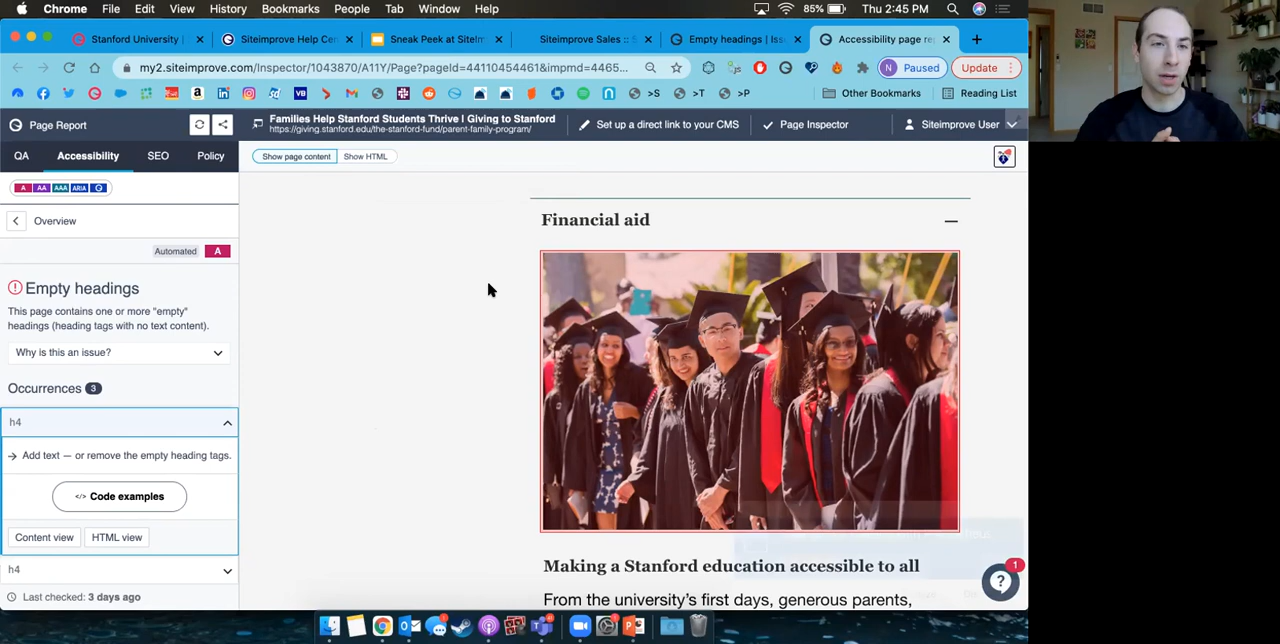 Chrome File Edit View History Bookmarks People Tab Window Help 85% Thu 2:45 PM
Stanford University | Siteimprove Help Cen Sneak Peek at SiteIm Siteimprove Sales :: S Empty headings | Iss Accessibility page re
my2.siteimprove.com/Inspector/1043870/A11Y/Page?pageId=44110454461&impmd=4465... N Paused Update
>S >T >P Other Bookmarks Reading List
Page Report
Families Help Stanford Students Thrive I Giving to Stanford
https://giving.stanford.edu/the-stanford-fund/parent-family-program/
Set up a direct link to your CMS Page Inspector Siteimprove User
QA Accessibility SEO Policy
Show page content Show HTML
A AA AAA ARIA
Overview
Automated A
Empty headings
This page contains one or more "empty"
headings (heading tags with no text content).
Why is this an issue?
Occurrences 3
h4
Add text — or remove the empty heading tags.
</> Code examples
Content view HTML view
h4
Last checked: 3 days ago
Financial aid
Making a Stanford education accessible to all
From the university's first days, generous parents,
1
?